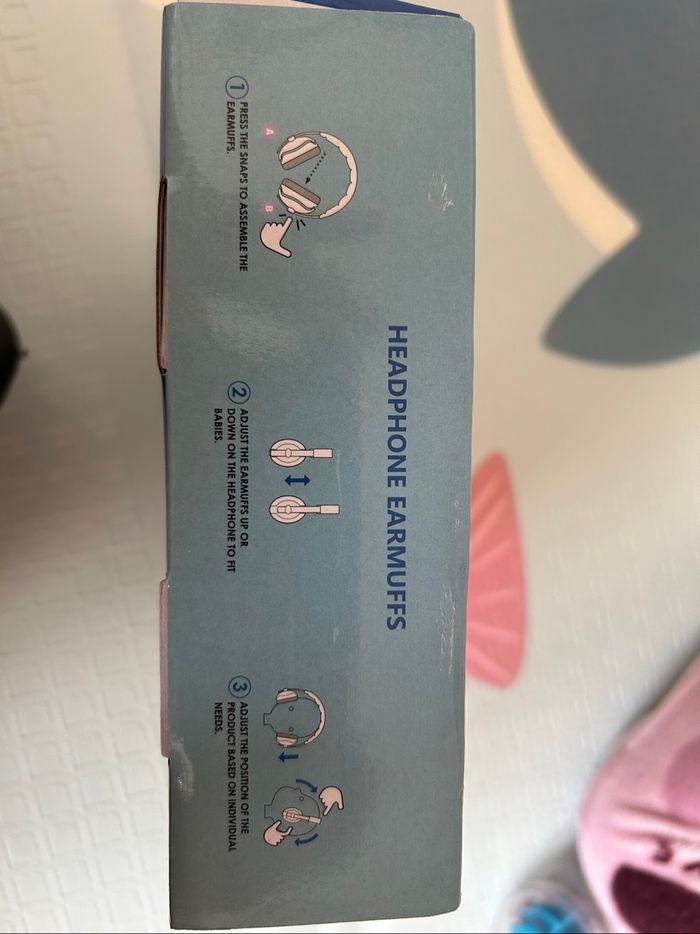 HEADPHONE EARMUFFS
A
B
1 PRESS THE SNAPS TO ASSEMBLE THE
EARMUFFS.
2 ADJUST THE EARMUFFS UP OR
DOWN ON THE HEADPHONE TO FIT
BABIES.
3 ADJUST THE POSITION OF THE
PRODUCT BASED ON INDIVIDUAL
NEEDS.